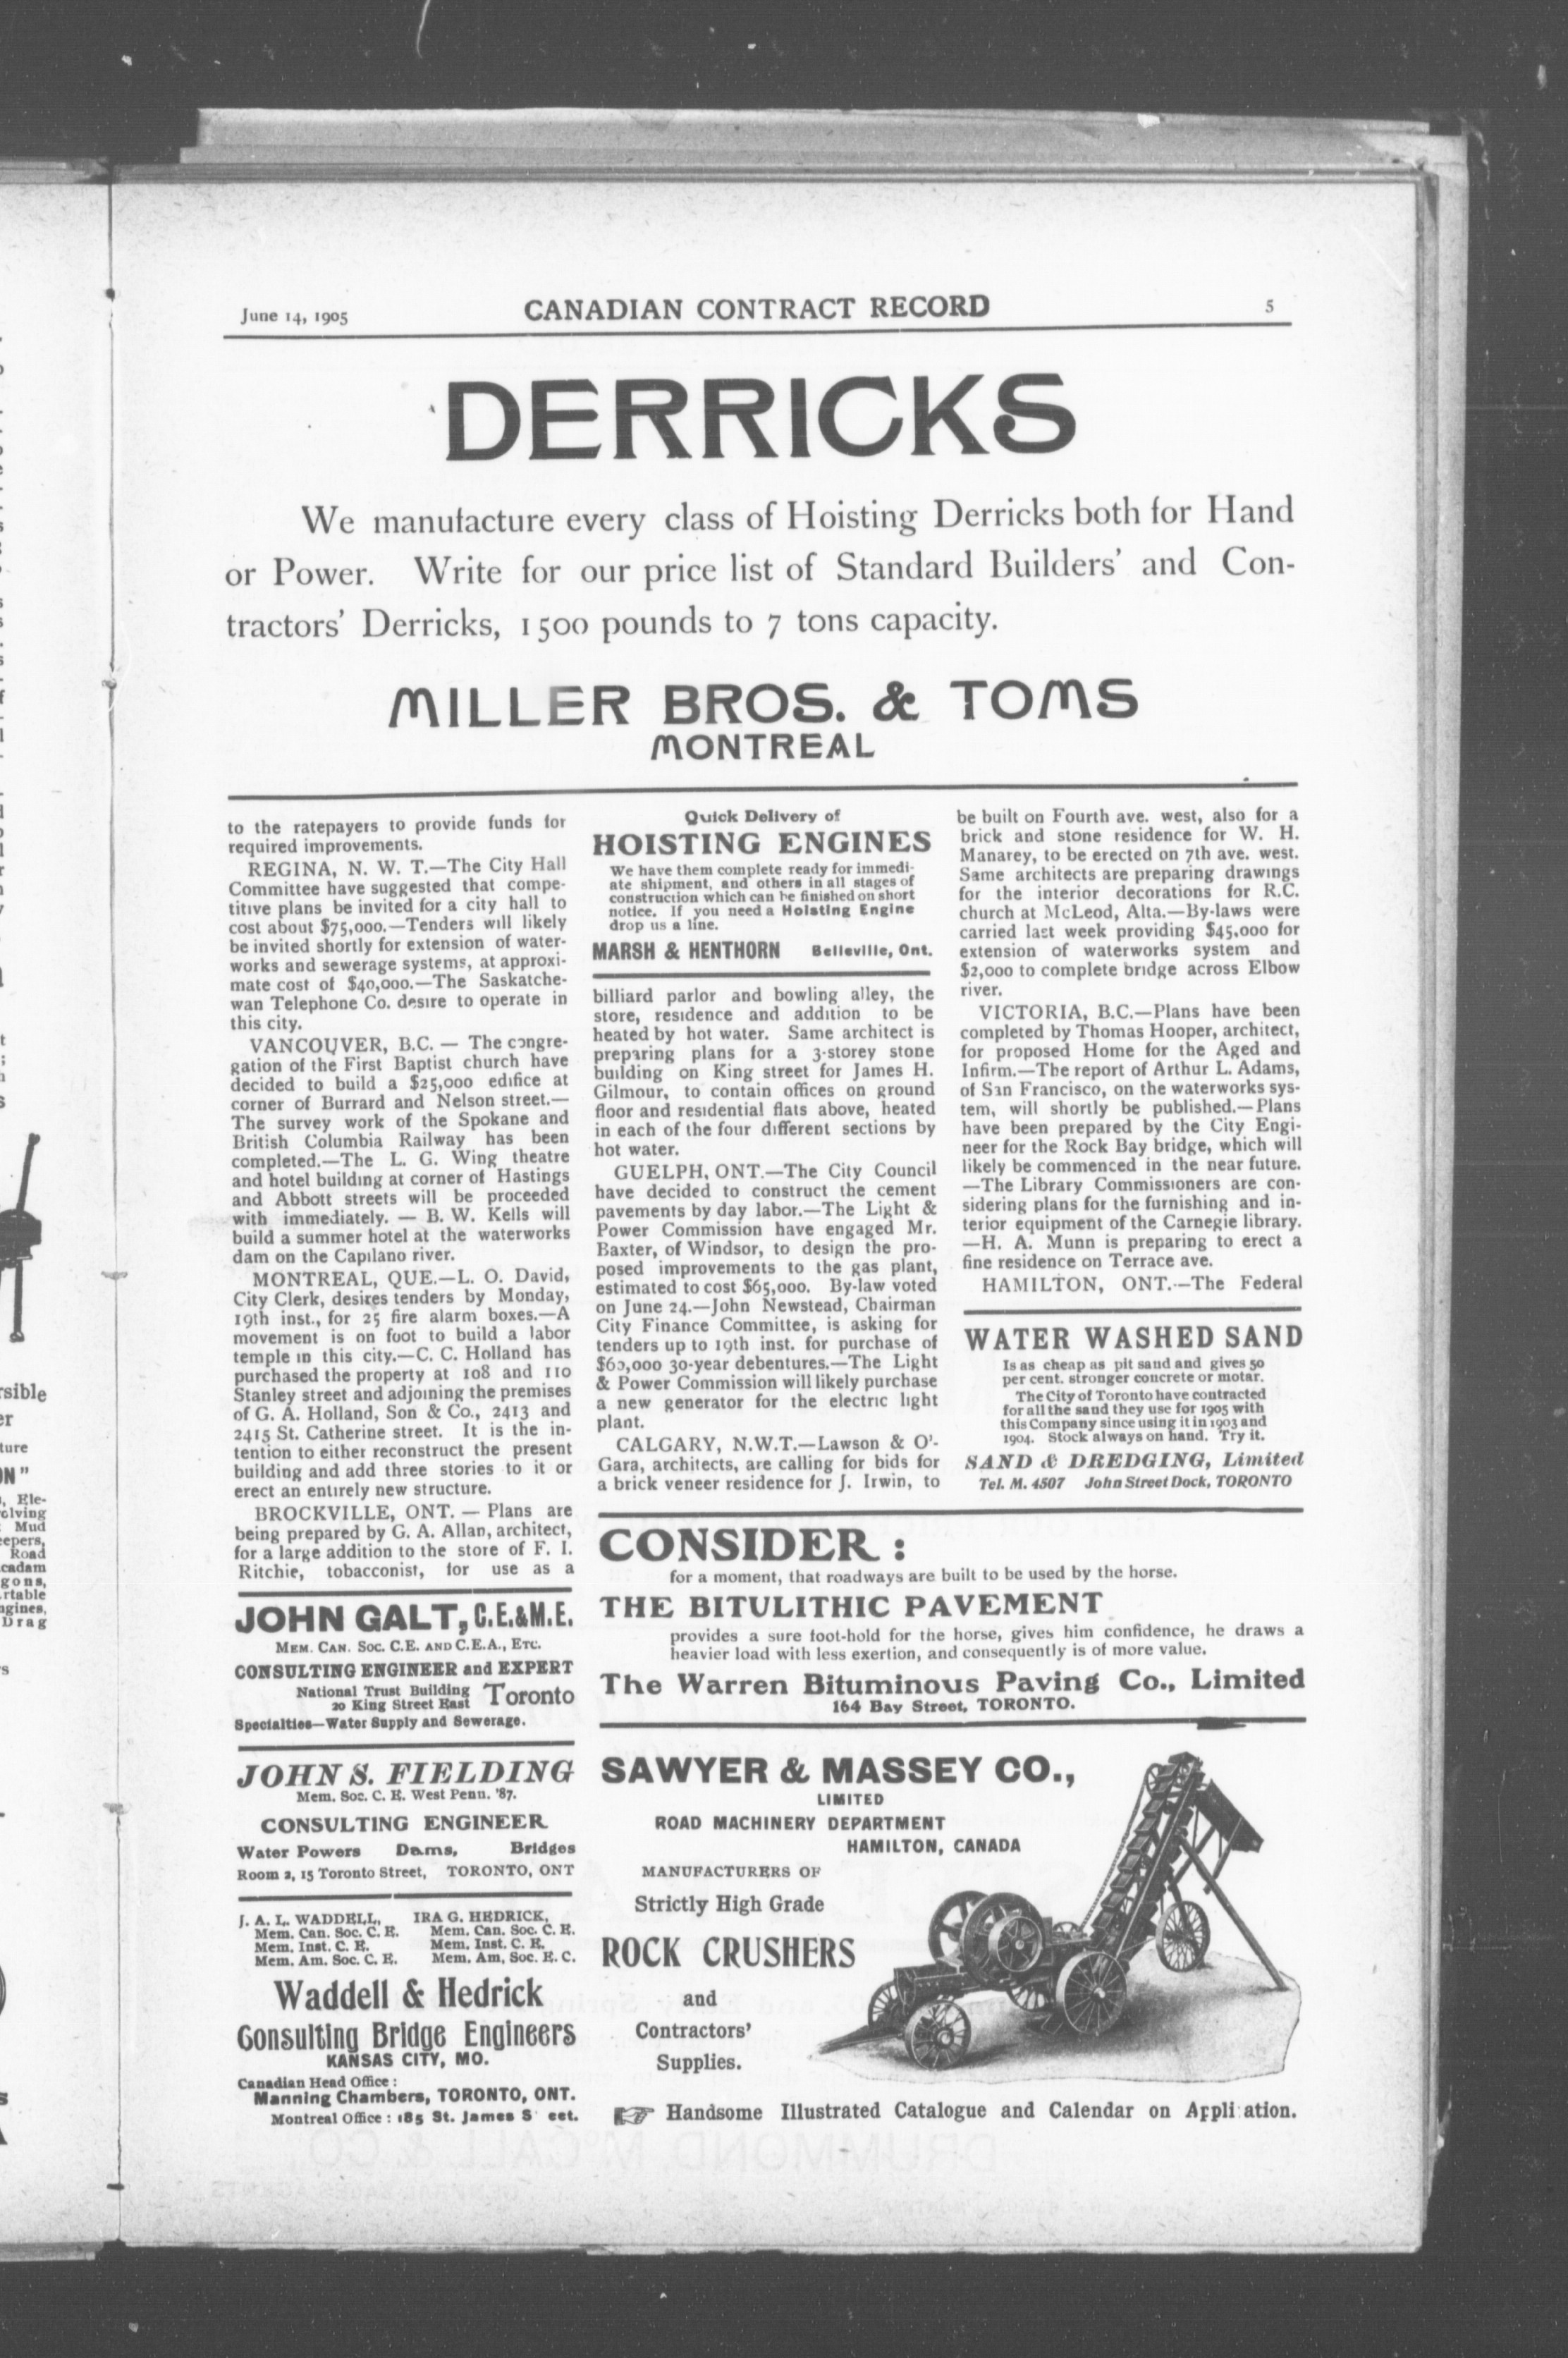 June 14, 1905
CANADIAN CONTRACT RECORD
5
DERRICKS
We manufacture every class of Hoisting Derricks both for Hand
or Power. Write for our price list of Standard Builders' and Con-
tractors' Derricks, 1500 pounds to 7 tons capacity.
MILLER BROS. & TOMS
MONTREAL
to the ratepayers to provide funds for
required improvements.
REGINA, N. W. T.—The City Hall
Committee have suggested that compe-
titive plans be invited for a city hall to
cost about $75,000.—Tenders will likely
be invited shortly for extension of water-
works and sewerage systems, at approxi-
mate cost of $40,000.—The Saskatche-
wan Telephone Co. desire to operate in
this city.
VANCOUVER, B.C. — The congre-
gation of the First Baptist church have
decided to build a $25,000 edifice at
corner of Burrard and Nelson street.—
The survey work of the Spokane and
British Columbia Railway has been
completed.—The L. G. Wing theatre
and hotel building at corner of Hastings
and Abbott streets will be proceeded
with immediately. — B. W. Kells will
build a summer hotel at the waterworks
dam on the Capilano river.
MONTREAL, QUE.—L. O. David,
City Clerk, desires tenders by Monday,
19th inst., for 25 fire alarm boxes.—A
movement is on foot to build a labor
temple in this city.—C. C. Holland has
purchased the property at 108 and 110
Stanley street and adjoining the premises
of G. A. Holland, Son & Co., 2413 and
2415 St. Catherine street. It is the in-
tention to either reconstruct the present
building and add three stories to it or
erect an entirely new structure.
BROCKVILLE, ONT. — Plans are
being prepared by G. A. Allan, architect,
for a large addition to the store of F. I.
Ritchie, tobacconist, for use as a
JOHN GALT, C.E.&M.E.
MEM. CAN. SOC. C.E. AND C.E.A., ETC.
CONSULTING ENGINEER and EXPERT
National Trust Building
20 King Street East Toronto
Specialties—Water Supply and Sewerage.
JOHN S. FIELDING
Mem. Soc. C. E. West Penn. '87.
CONSULTING ENGINEER
Water Powers Dams, Bridges
Room 2, 15 Toronto Street, TORONTO, ONT
J. A. L. WADDELL, IRA G. HEDRICK,
Mem. Can. Soc. C. E. Mem. Can. Soc. C. E.
Mem. Inst. C. E. Mem. Inst. C. E.
Mem. Am. Soc. C. E. Mem. Am, Soc. E. C.
Waddell & Hedrick
Consulting Bridge Engineers
KANSAS CITY, MO.
Canadian Head Office :
Manning Chambers, TORONTO, ONT.
Montreal Office : 185 St. James S eet.
Quick Delivery of
HOISTING ENGINES
We have them complete ready for immedi-
ate shipment, and others in all stages of
construction which can be finished on short
notice. If you need a Hoisting Engine
drop us a line.
MARSH & HENTHORN Belleville, Ont.
billiard parlor and bowling alley, the
store, residence and addition to be
heated by hot water. Same architect is
preparing plans for a 3-storey stone
building on King street for James H.
Gilmour, to contain offices on ground
floor and residential flats above, heated
in each of the four different sections by
hot water.
GUELPH, ONT.—The City Council
have decided to construct the cement
pavements by day labor.—The Light &
Power Commission have engaged Mr.
Baxter, of Windsor, to design the pro-
posed improvements to the gas plant,
estimated to cost $65,000. By-law voted
on June 24.—John Newstead, Chairman
City Finance Committee, is asking for
tenders up to 19th inst. for purchase of
$60,000 30-year debentures.—The Light
& Power Commission will likely purchase
a new generator for the electric light
plant.
CALGARY, N.W.T.—Lawson & O'-
Gara, architects, are calling for bids for
a brick veneer residence for J. Irwin, to
be built on Fourth ave. west, also for a
brick and stone residence for W. H.
Manarey, to be erected on 7th ave. west.
Same architects are preparing drawings
for the interior decorations for R.C.
church at McLeod, Alta.—By-laws were
carried last week providing $45,000 for
extension of waterworks system and
$2,000 to complete bridge across Elbow
river.
VICTORIA, B.C.—Plans have been
completed by Thomas Hooper, architect,
for proposed Home for the Aged and
Infirm.—The report of Arthur L. Adams,
of San Francisco, on the waterworks sys-
tem, will shortly be published.—Plans
have been prepared by the City Engi-
neer for the Rock Bay bridge, which will
likely be commenced in the near future.
—The Library Commissioners are con-
sidering plans for the furnishing and in-
terior equipment of the Carnegie library.
—H. A. Munn is preparing to erect a
fine residence on Terrace ave.
HAMILTON, ONT.—The Federal
WATER WASHED SAND
Is as cheap as pit sand and gives 50
per cent. stronger concrete or motar.
The City of Toronto have contracted
for all the sand they use for 1905 with
this Company since using it in 1903 and
1904. Stock always on hand. Try it.
SAND & DREDGING, Limited
Tel. M. 4507 John Street Dock, TORONTO
CONSIDER :
for a moment, that roadways are built to be used by the horse.
THE BITULITHIC PAVEMENT
provides a sure foot-hold for the horse, gives him confidence, he draws a
heavier load with less exertion, and consequently is of more value.
The Warren Bituminous Paving Co., Limited
164 Bay Street, TORONTO.
SAWYER & MASSEY CO.,
LIMITED
ROAD MACHINERY DEPARTMENT
HAMILTON, CANADA
MANUFACTURERS OF
Strictly High Grade
ROCK CRUSHERS
and
Contractors'
Supplies.
Handsome Illustrated Catalogue and Calendar on Appli ation.